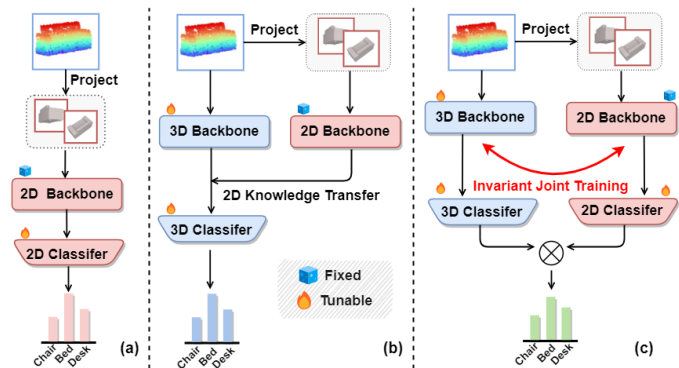 Project
2D Backbone
2D Classifer
Chair
Bed
Desk
(a)
Project
3D Backbone
2D Backbone
2D Knowledge Transfer
3D Classifer
Fixed
Tunable
Chair
Bed
Desk
(b)
Project
3D Backbone
2D Backbone
Invariant Joint Training
3D Classifer
2D Classifer
Chair
Bed
Desk
(c)